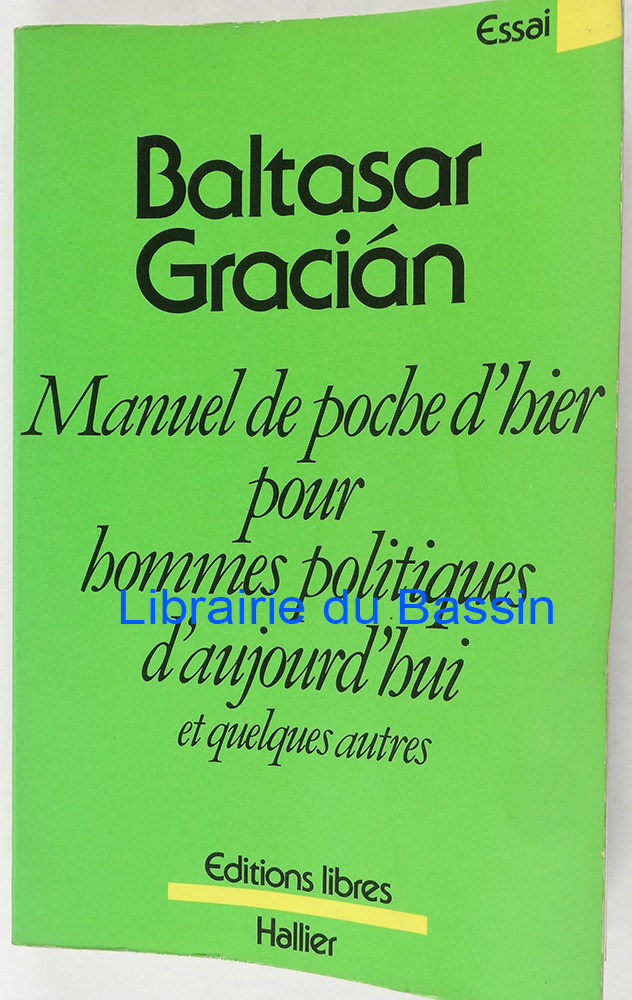 Essai
Baltasar
Gracián
Manuel de poche d'hier
pour
hommes politiques
Librairie du Bassin
d'aujourd'hui
et quelques autres
Editions libres
Hallier